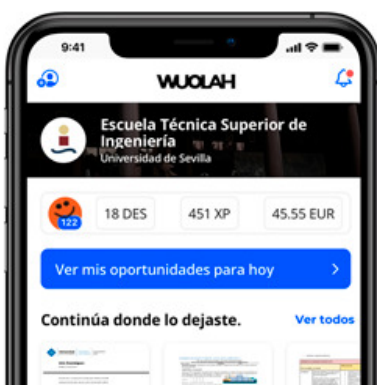 9:41
WUOLAH
Escuela Técnica Superior de
Ingeniería
Universidad de Sevilla
122
18 DES
451 XP
45.55 EUR
Ver mis oportunidades para hoy
Continúa donde lo dejaste.
Ver todos